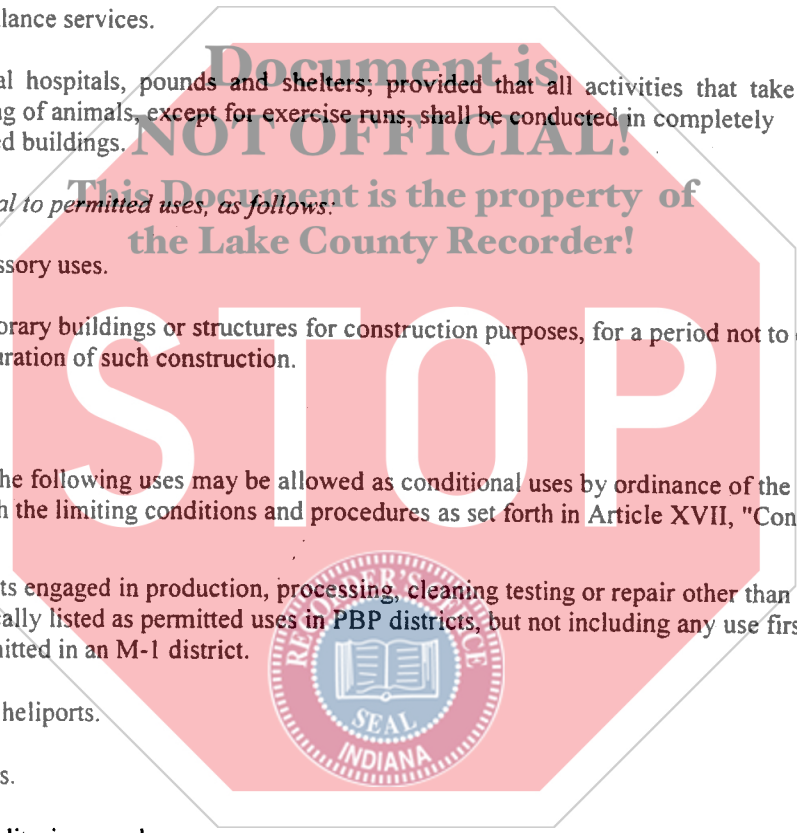 lance services.
Document is
al hospitals, pounds and shelters; provided that all activities that take
g of animals, except for exercise runs, shall be conducted in completely
d buildings.
NOT OFFICIAL!
This Document is the property of
al to permitted uses, as follows:
the Lake County Recorder!
ssory uses.
orary buildings or structures for construction purposes, for a period not to
uration of such construction.
STOP
he following uses may be allowed as conditional uses by ordinance of the
h the limiting conditions and procedures as set forth in Article XVII, "Con
ts engaged in production, processing, cleaning testing or repair other than
cally listed as permitted uses in PBP districts, but not including any use firs
itted in an M-1 district.
RECORDER'S OFFICE
SEAL
INDIANA
heliports.
s.